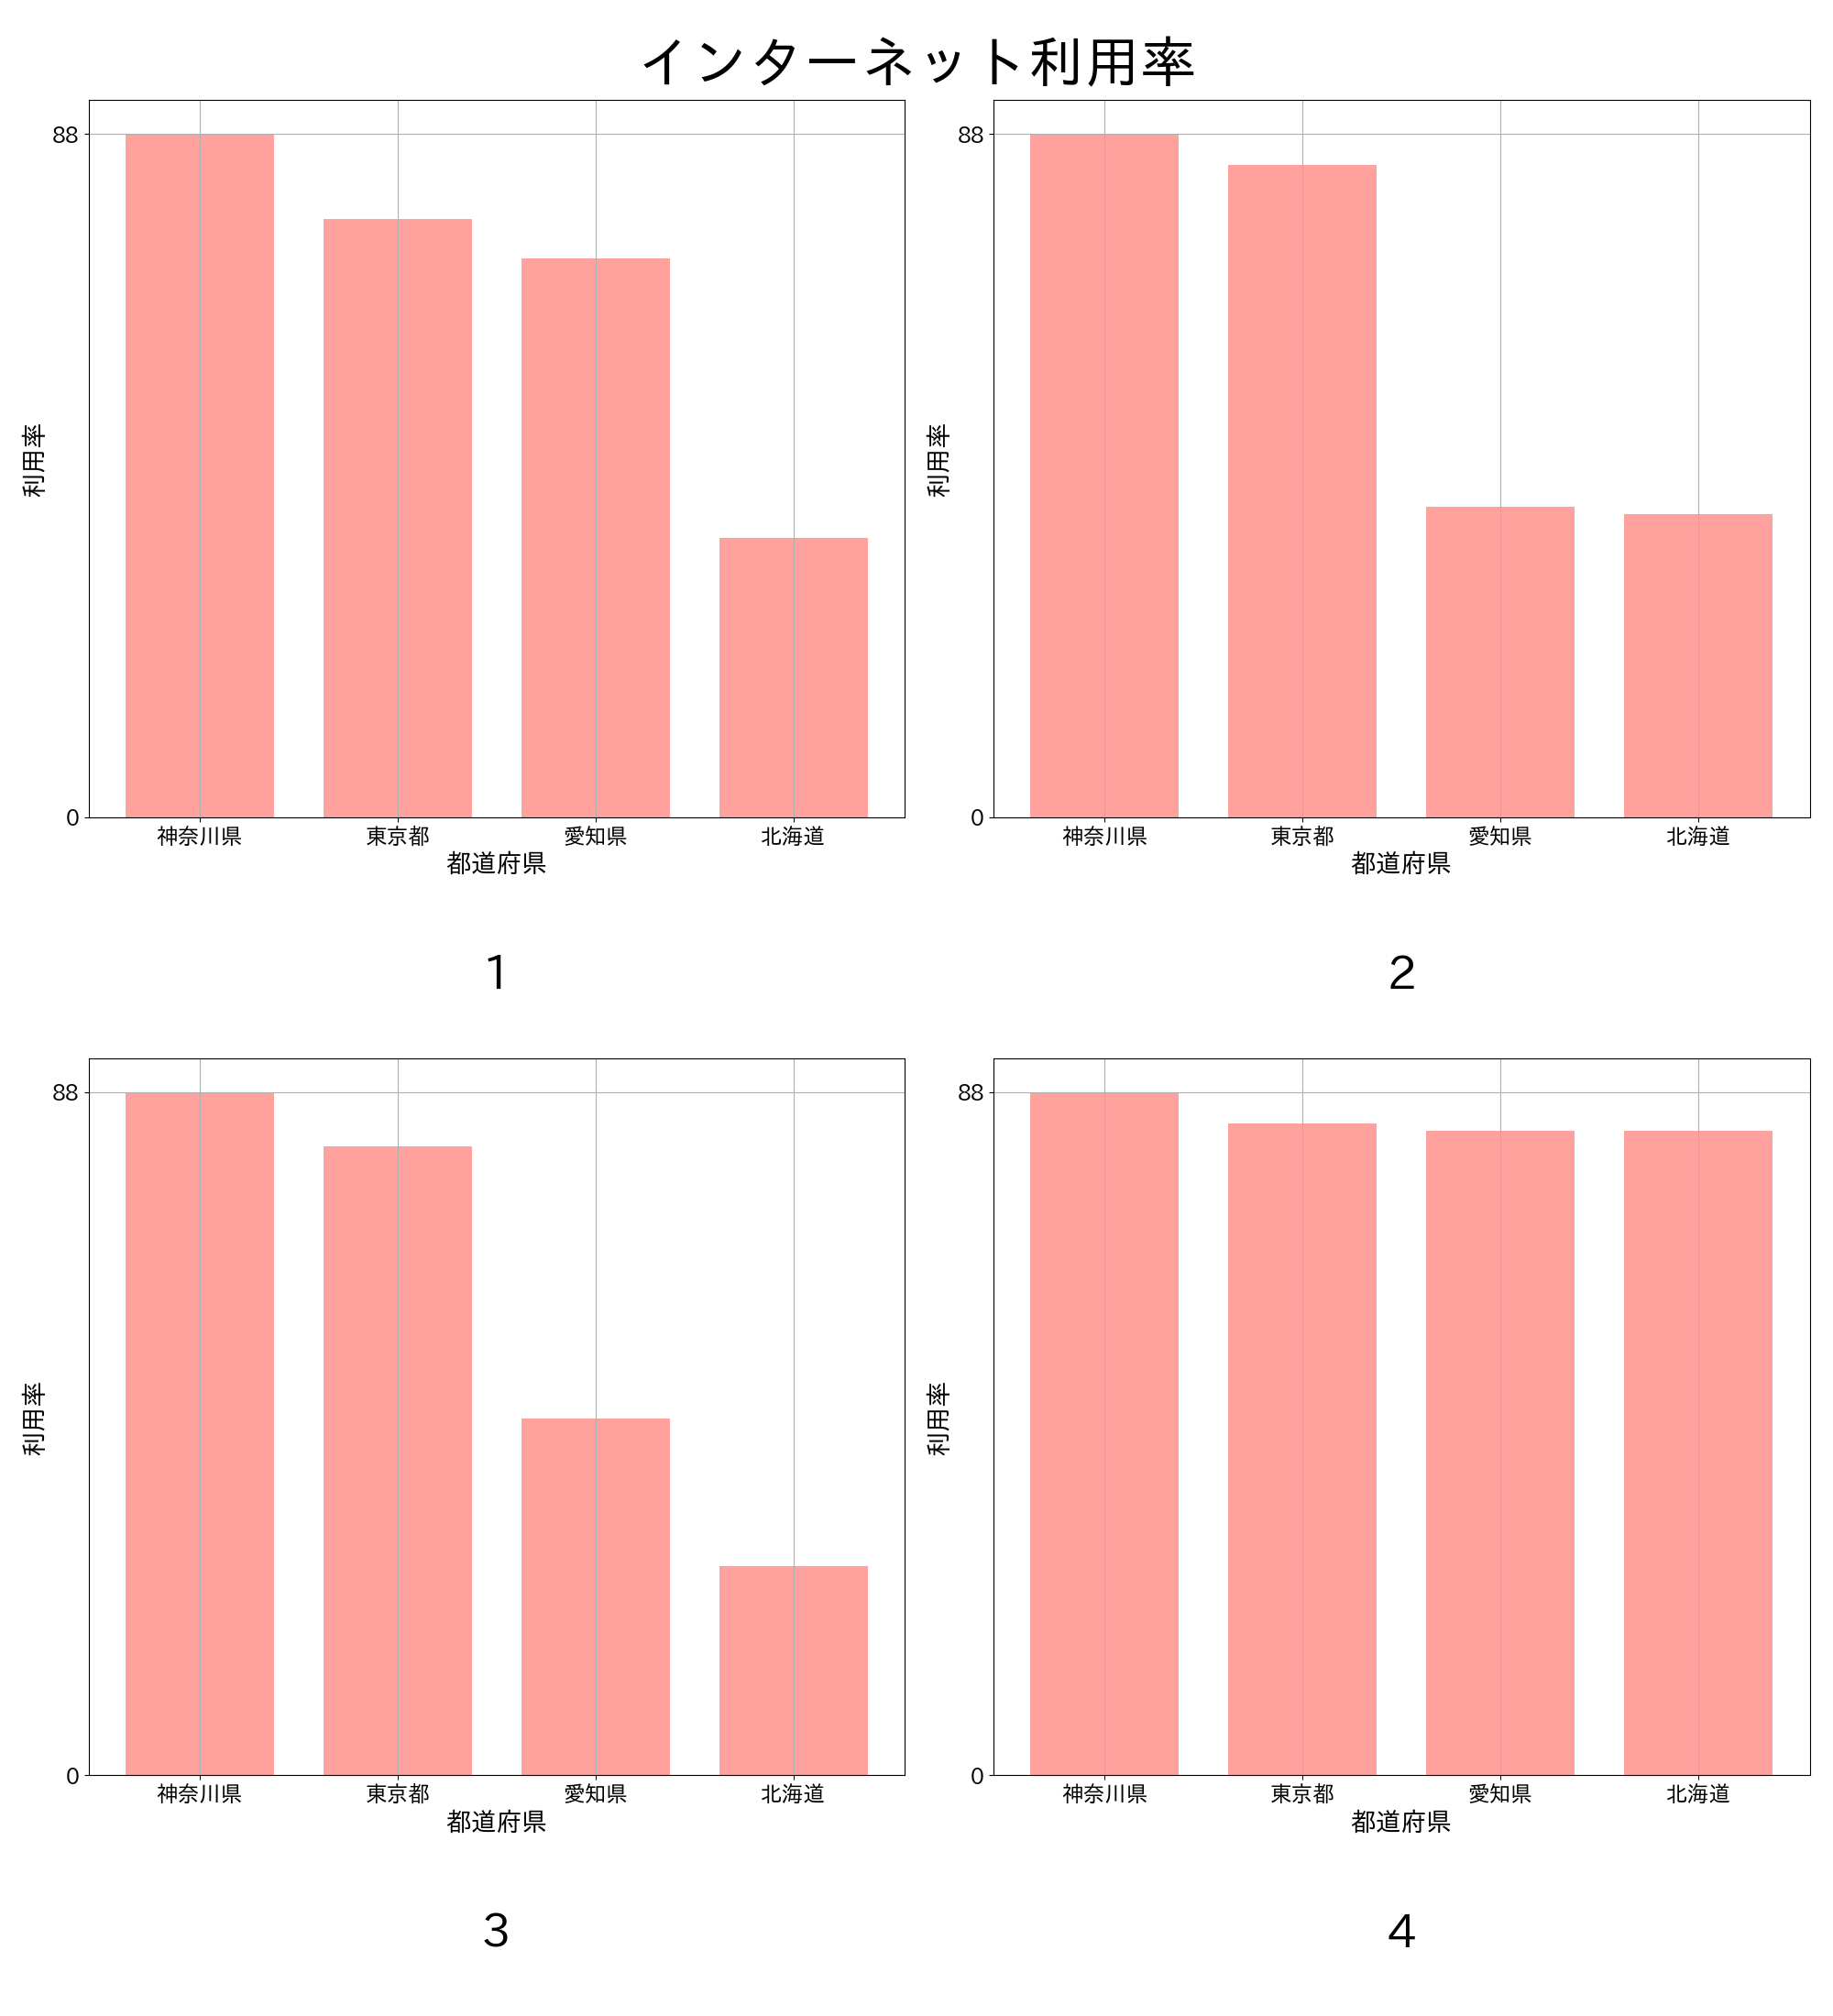 インターネット利用率
88
0
利用率
神奈川県 東京都 愛知県 北海道
都道府県
1
88
0
利用率
神奈川県 東京都 愛知県 北海道
都道府県
2
88
0
利用率
神奈川県 東京都 愛知県 北海道
都道府県
3
88
0
利用率
神奈川県 東京都 愛知県 北海道
都道府県
4